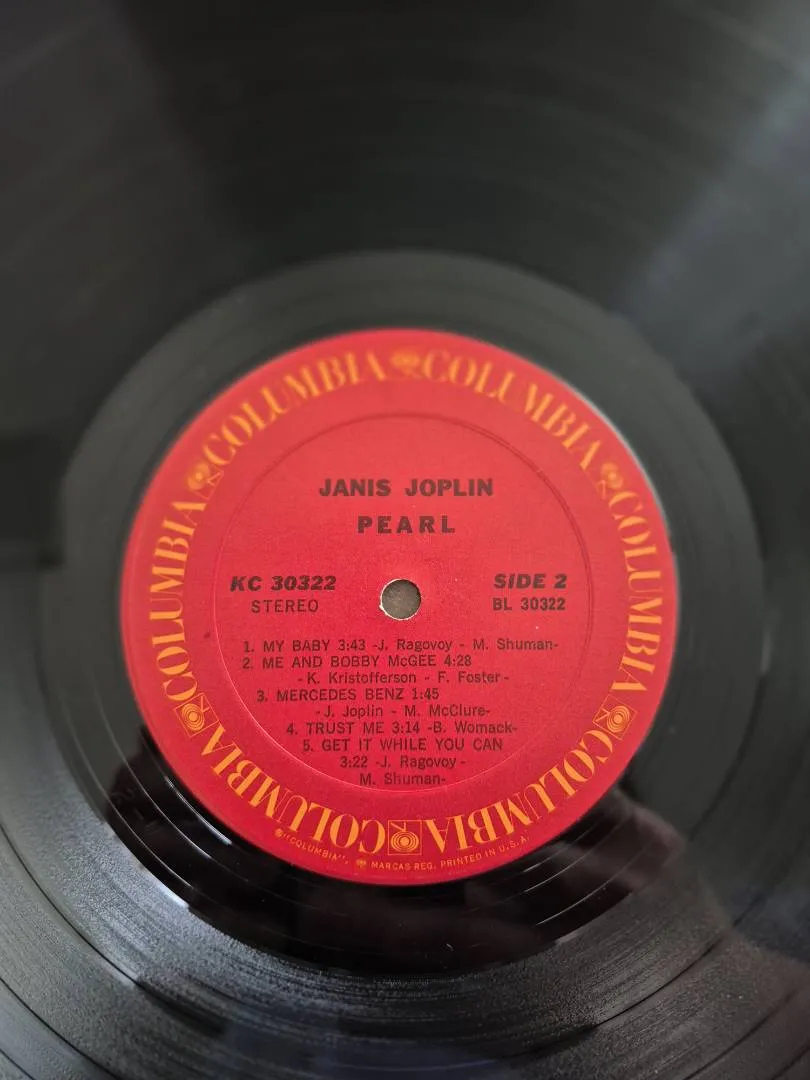 COLUMBIA COLUMBIA COLUMBIA COLUMBIA COLUMBIA COLUMBIA COLUMBIA COLUMBIA
JANIS JOPLIN
PEARL
KC 30322 SIDE 2
STEREO BL 30322
1. MY BABY 3:43 -J. Ragovoy - M. Shuman-
2. ME AND BOBBY McGEE 4:28
-K. Kristofferson - F. Foster-
3. MERCEDES BENZ 1:45
-J. Joplin - M. McClure-
4. TRUST ME 3:14 -B. Womack-
5. GET IT WHILE YOU CAN
3:22 -J. Ragovoy -
M. Shuman-
®"COLUMBIA", MARCAS REG. PRINTED IN U.S.A.